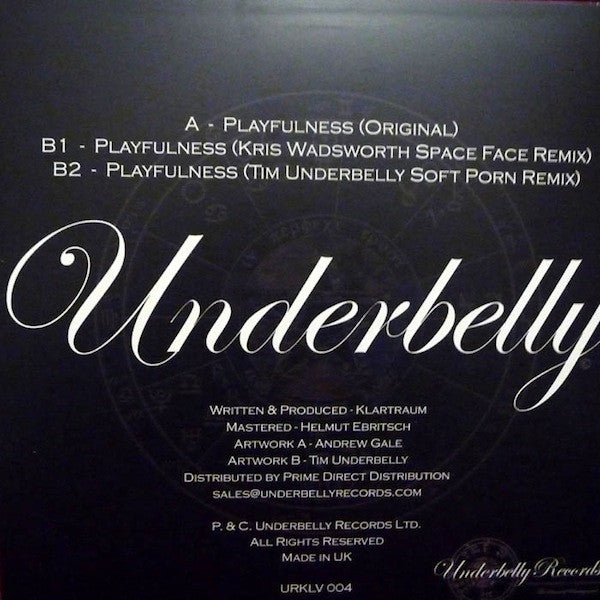 A - Playfulness (Original)
B1 - Playfulness (Kris Wadsworth Space Face Remix)
B2 - Playfulness (Tim Underbelly Soft Porn Remix)
Underbelly
Written & Produced - Klartraum
Mastered - Helmut Ebritsch
Artwork A - Andrew Gale
Artwork B - Tim Underbelly
Distributed by Prime Direct Distribution
sales@underbellyrecords.com
P. & C. Underbelly Records Ltd.
All Rights Reserved
Made in UK
Underbelly Records
URKLV 004